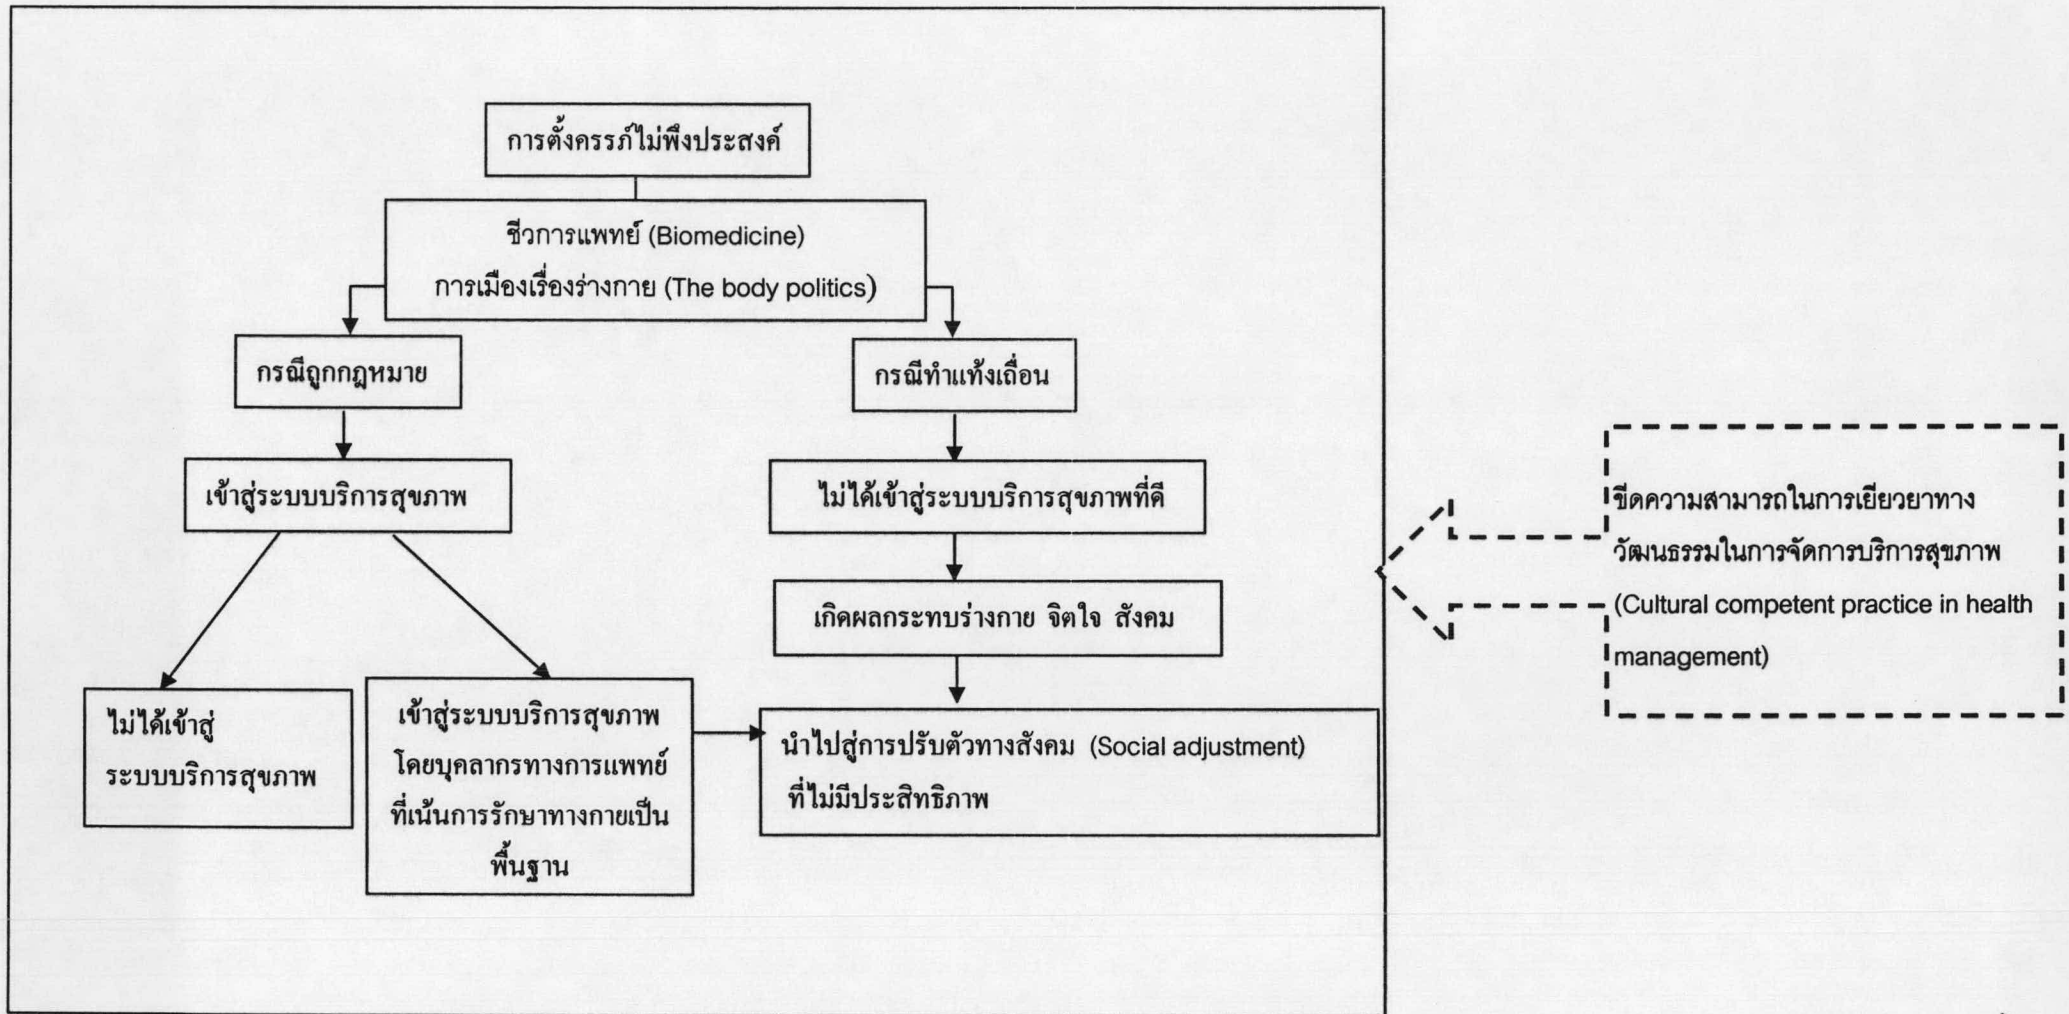 การตั้งครรภ์ไม่พึงประสงค์
ชีวการแพทย์ (Biomedicine)
การเมืองเรื่องร่างกาย (The body politics)
กรณีถูกกฎหมาย
กรณีทำแท้งเถื่อน
เข้าสู่ระบบบริการสุขภาพ
ไม่ได้เข้าสู่ระบบบริการสุขภาพที่ดี
เกิดผลกระทบร่างกาย จิตใจ สังคม
ไม่ได้เข้าสู่
ระบบบริการสุขภาพ
เข้าสู่ระบบบริการสุขภาพ
โดยบุคลากรทางการแพทย์
ที่เน้นการรักษาทางกายเป็น
พื้นฐาน
นำไปสู่การปรับตัวทางสังคม (Social adjustment)
ที่ไม่มีประสิทธิภาพ
ขีดความสามารถในการเยียวยาทาง
วัฒนธรรมในการจัดการบริการสุขภาพ
(Cultural competent practice in health
management)